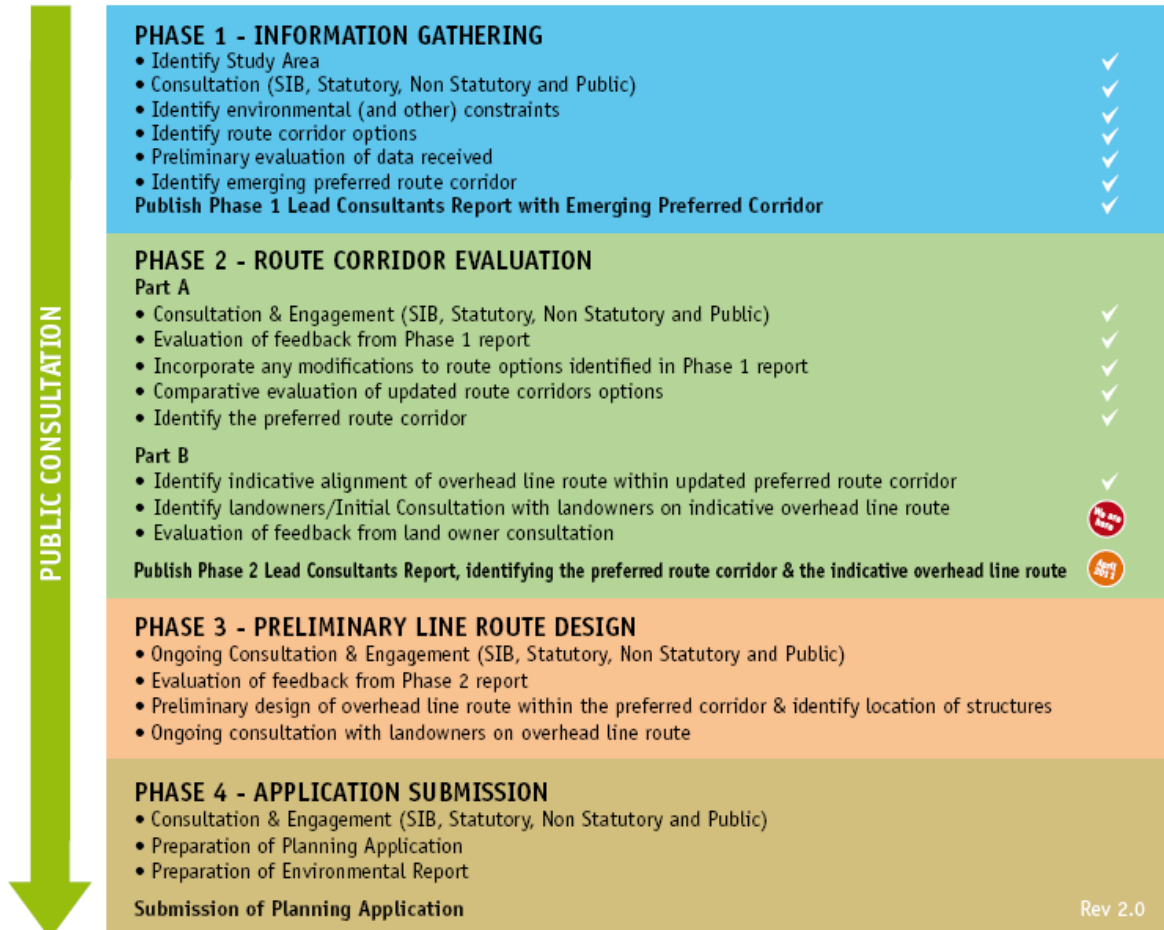 PUBLIC CONSULTATION
PHASE 1 - INFORMATION GATHERING
• Identify Study Area
• Consultation (SIB, Statutory, Non Statutory and Public)
• Identify environmental (and other) constraints
• Identify route corridor options
• Preliminary evaluation of data received
• Identify emerging preferred route corridor
Publish Phase 1 Lead Consultants Report with Emerging Preferred Corridor
PHASE 2 - ROUTE CORRIDOR EVALUATION
Part A
• Consultation & Engagement (SIB, Statutory, Non Statutory and Public)
• Evaluation of feedback from Phase 1 report
• Incorporate any modifications to route options identified in Phase 1 report
• Comparative evaluation of updated route corridors options
• Identify the preferred route corridor
Part B
• Identify indicative alignment of overhead line route within updated preferred route corridor
• Identify landowners/Initial Consultation with landowners on indicative overhead line route
We are
here
• Evaluation of feedback from land owner consultation
Publish Phase 2 Lead Consultants Report, identifying the preferred route corridor & the indicative overhead line route
April
2011
PHASE 3 - PRELIMINARY LINE ROUTE DESIGN
• Ongoing Consultation & Engagement (SIB, Statutory, Non Statutory and Public)
• Evaluation of feedback from Phase 2 report
• Preliminary design of overhead line route within the preferred corridor & identify location of structures
• Ongoing consultation with landowners on overhead line route
PHASE 4 - APPLICATION SUBMISSION
• Consultation & Engagement (SIB, Statutory, Non Statutory and Public)
• Preparation of Planning Application
• Preparation of Environmental Report
Submission of Planning Application
Rev 2.0